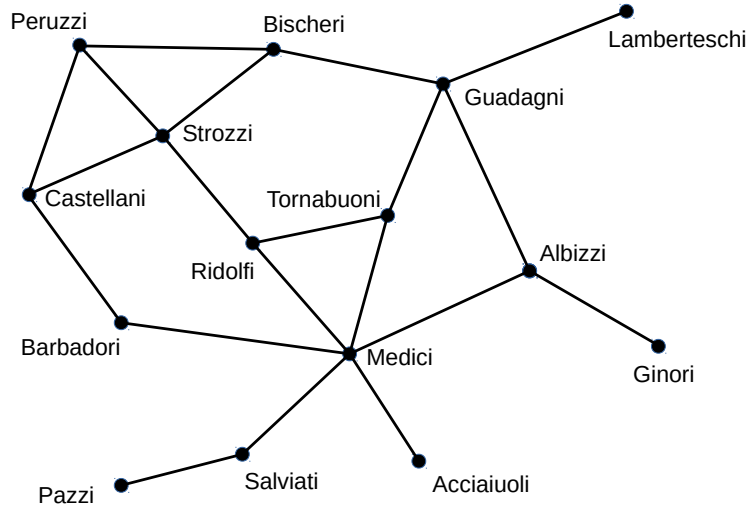 Peruzzi
Bischeri
Lamberteschi
Guadagni
Strozzi
Castellani
Tornabuoni
Albizzi
Ridolfi
Barbadori
Medici
Ginori
Salviati
Acciaiuoli
Pazzi